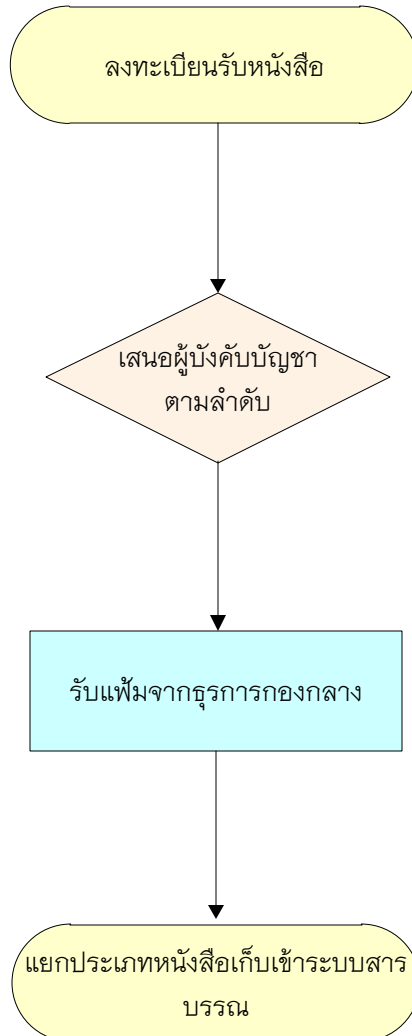 ลงทะเบียนรับหนังสือ
เสนอผู้บังคับบัญชา
ตามลำดับ
รับแฟ้มจากธุรการกองกลาง
แยกประเภทหนังสือเก็บเข้าระบบสาร
บรรณ